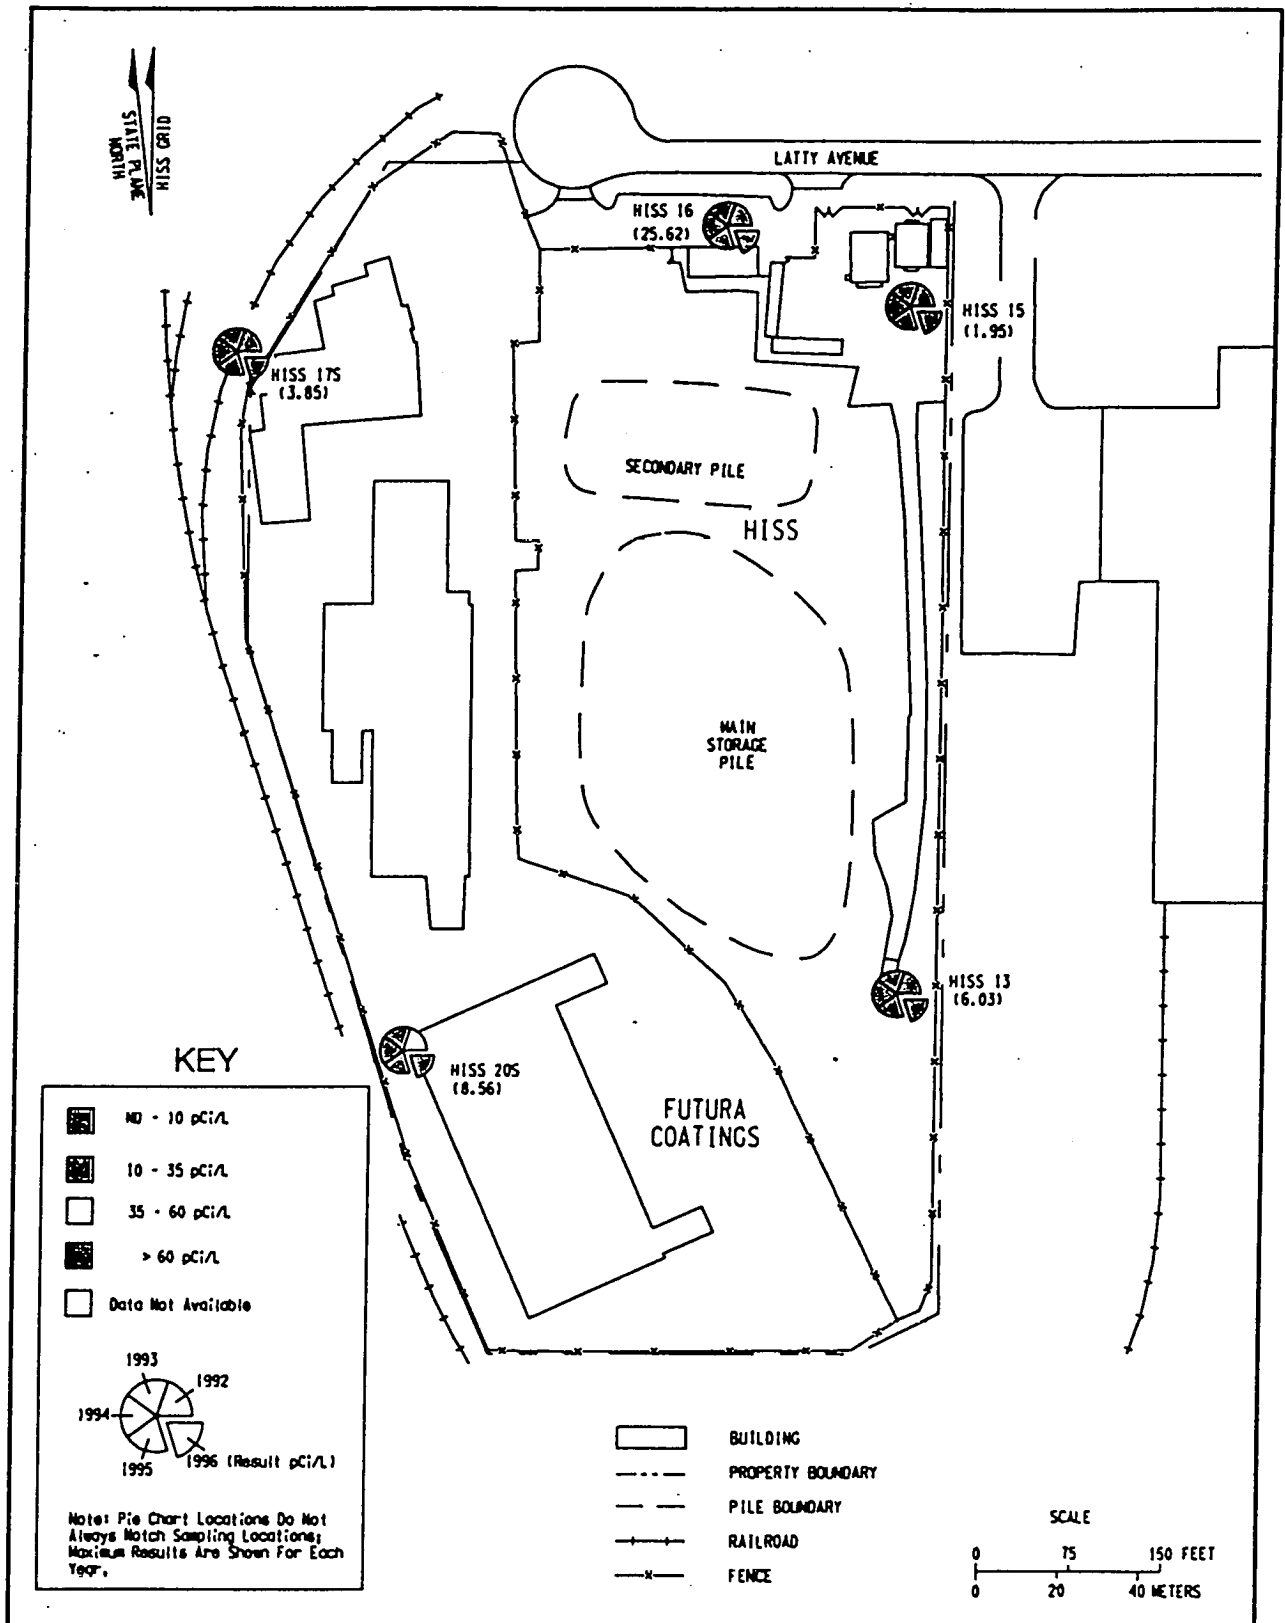 HISS GRID
STATE PLANE
NORTH
LATTY AVENUE
HISS 16
(25.62)
HISS 15
(1.95)
HISS 17S
(3.85)
SECONDARY PILE
HISS
MAIN
STORAGE
PILE
HISS 13
(6.03)
HISS 20S
(8.56)
FUTURA
COATINGS
KEY
ND - 10 pCi/L
10 - 35 pCi/L
35 - 60 pCi/L
> 60 pCi/L
Data Not Available
1993
1992
1994
1995
1996 (Result pCi/L)
Note: Pie Chart Locations Do Not
Always Match Sampling Locations;
Maximum Results Are Shown For Each
Year.
BUILDING
PROPERTY BOUNDARY
PILE BOUNDARY
RAILROAD
FENCE
SCALE
0 75 150 FEET
0 20 40 METERS